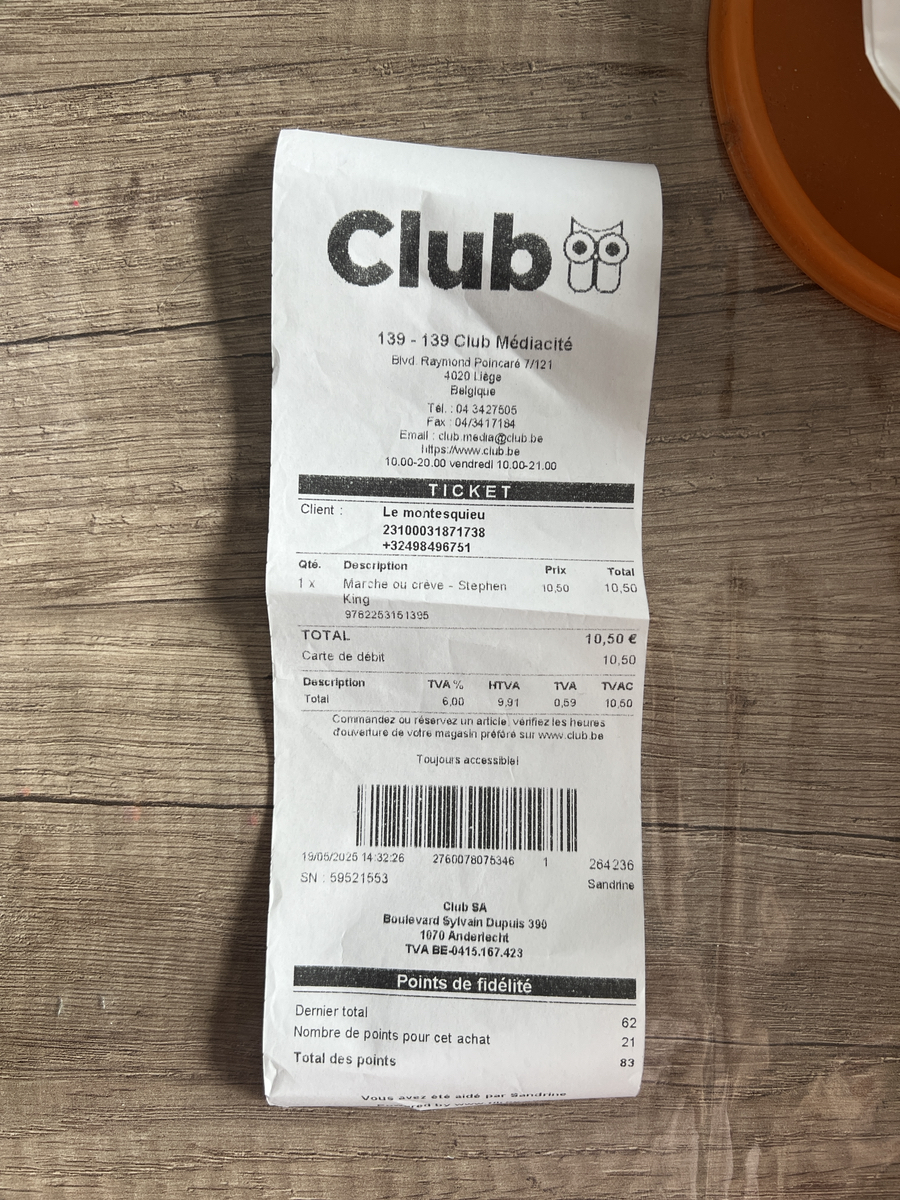 Club
139 - 139 Club Médiacité
Blvd. Raymond Poincaré 7/121
4020 Liège
Belgique
Tél. : 04 3427505
Fax : 04/3417184
Email : club.media@club.be
https://www.club.be
10.00-20.00 vendredi 10.00-21.00
TICKET
Client : Le montesquieu
23100031871738
+32498496751
Qté. Description Prix Total
1 x Marche ou crève - Stephen 10,50 10,50
King
9782253151395
TOTAL 10,50 €
Carte de débit 10,50
Description TVA % HTVA TVA TVAC
Total 6,00 9,91 0,59 10,50
Commandez ou réservez un article, vérifiez les heures
d'ouverture de votre magasin préféré sur www.club.be
Toujours accessible!
19/05/2025 14:32:26 2760078075346 1 264236
SN : 59521553 Sandrine
Club SA
Boulevard Sylvain Dupuis 390
1070 Anderlecht
TVA BE-0415.167.423
Points de fidélité
Dernier total 62
Nombre de points pour cet achat 21
Total des points 83
Vous avez été aidé par Sandrine